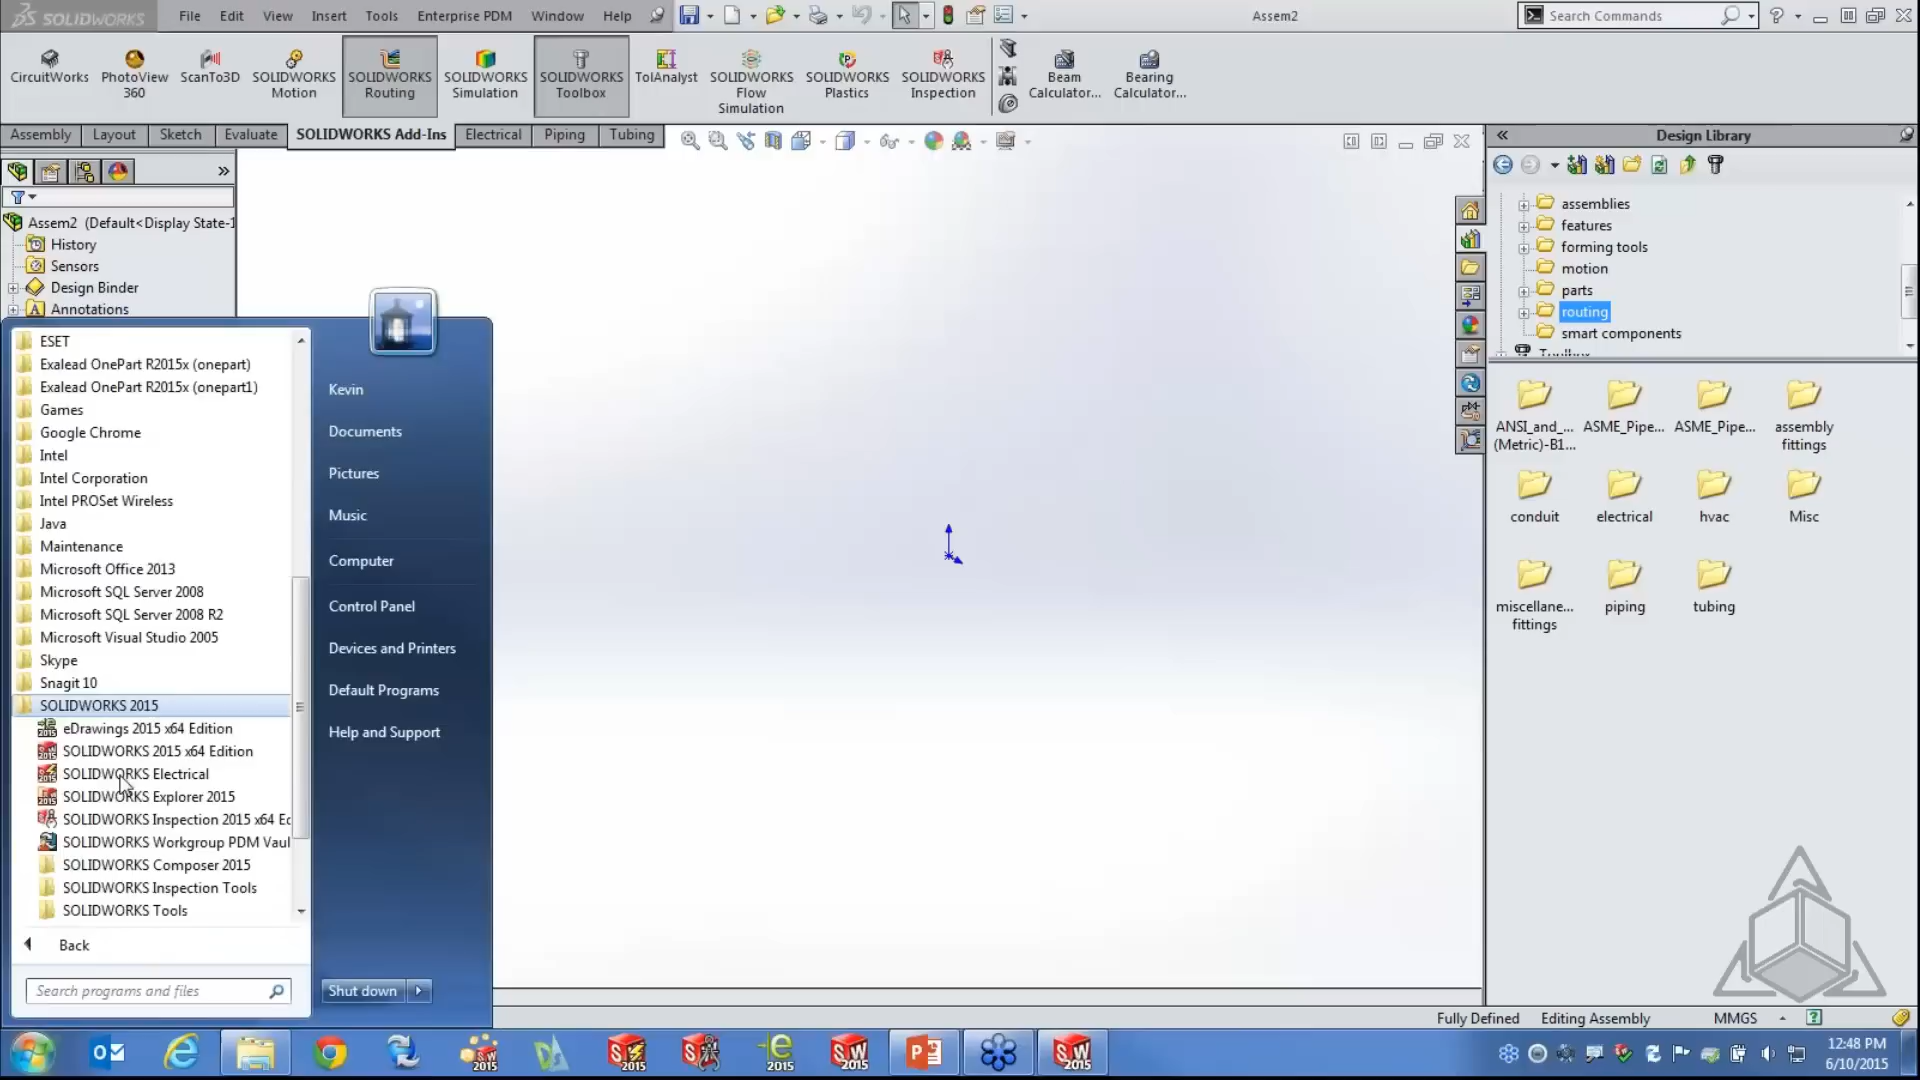 SOLIDWORKS
File Edit View Insert Tools Enterprise PDM Window Help
Assem2
Search Commands
CircuitWorks
PhotoView 360
ScanTo3D
SOLIDWORKS Motion
SOLIDWORKS Routing
SOLIDWORKS Simulation
SOLIDWORKS Toolbox
TolAnalyst
SOLIDWORKS Flow Simulation
SOLIDWORKS Plastics
SOLIDWORKS Inspection
Beam Calculator...
Bearing Calculator...
Assembly Layout Sketch Evaluate SOLIDWORKS Add-Ins Electrical Piping Tubing
Assem2 (Default<Display State-1
History
Sensors
Design Binder
Annotations
ESET
Exalead OnePart R2015x (onepart)
Exalead OnePart R2015x (onepart1)
Games
Google Chrome
Intel
Intel Corporation
Intel PROSet Wireless
Java
Maintenance
Microsoft Office 2013
Microsoft SQL Server 2008
Microsoft SQL Server 2008 R2
Microsoft Visual Studio 2005
Skype
Snagit 10
SOLIDWORKS 2015
eDrawings 2015 x64 Edition
SOLIDWORKS 2015 x64 Edition
SOLIDWORKS Electrical
SOLIDWORKS Explorer 2015
SOLIDWORKS Inspection 2015 x64 Ec
SOLIDWORKS Workgroup PDM Vaul
SOLIDWORKS Composer 2015
SOLIDWORKS Inspection Tools
SOLIDWORKS Tools
Back
Search programs and files
Kevin
Documents
Pictures
Music
Computer
Control Panel
Devices and Printers
Default Programs
Help and Support
Shut down
Design Library
assemblies
features
forming tools
motion
parts
routing
smart components
Toolbox
ANSI_and_... (Metric)-B1...
ASME_Pipe...
ASME_Pipe...
assembly fittings
conduit
electrical
hvac
Misc
miscellane... fittings
piping
tubing
Fully Defined Editing Assembly MMGS
12:48 PM
6/10/2015